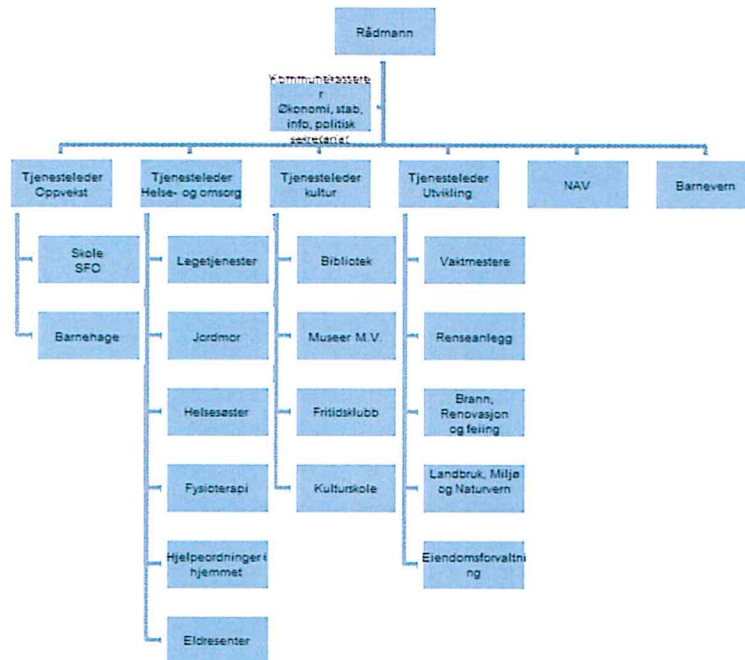 Rådmann
Kommunekassere
r
Økonomi, stab,
info, politisk
sekretariat
Tjenesteleder
Oppvekst
Tjenesteleder
Helse- og omsorg
Tjenesteleder
kultur
Tjenesteleder
Utvikling
NAV
Barnevern
Skole
SFO
Barnehage
Legetjenester
Jordmor
Helsesøster
Fysioterapi
Hjelpeordninger i
hjemmet
Eldresenter
Bibliotek
Museer M.V.
Fritidsklubb
Kulturskole
Vaktmestere
Renseanlegg
Brann,
Renovasjon
og feiing
Landbruk, Miljø
og Naturvern
Eiendomsforvaltni
ng